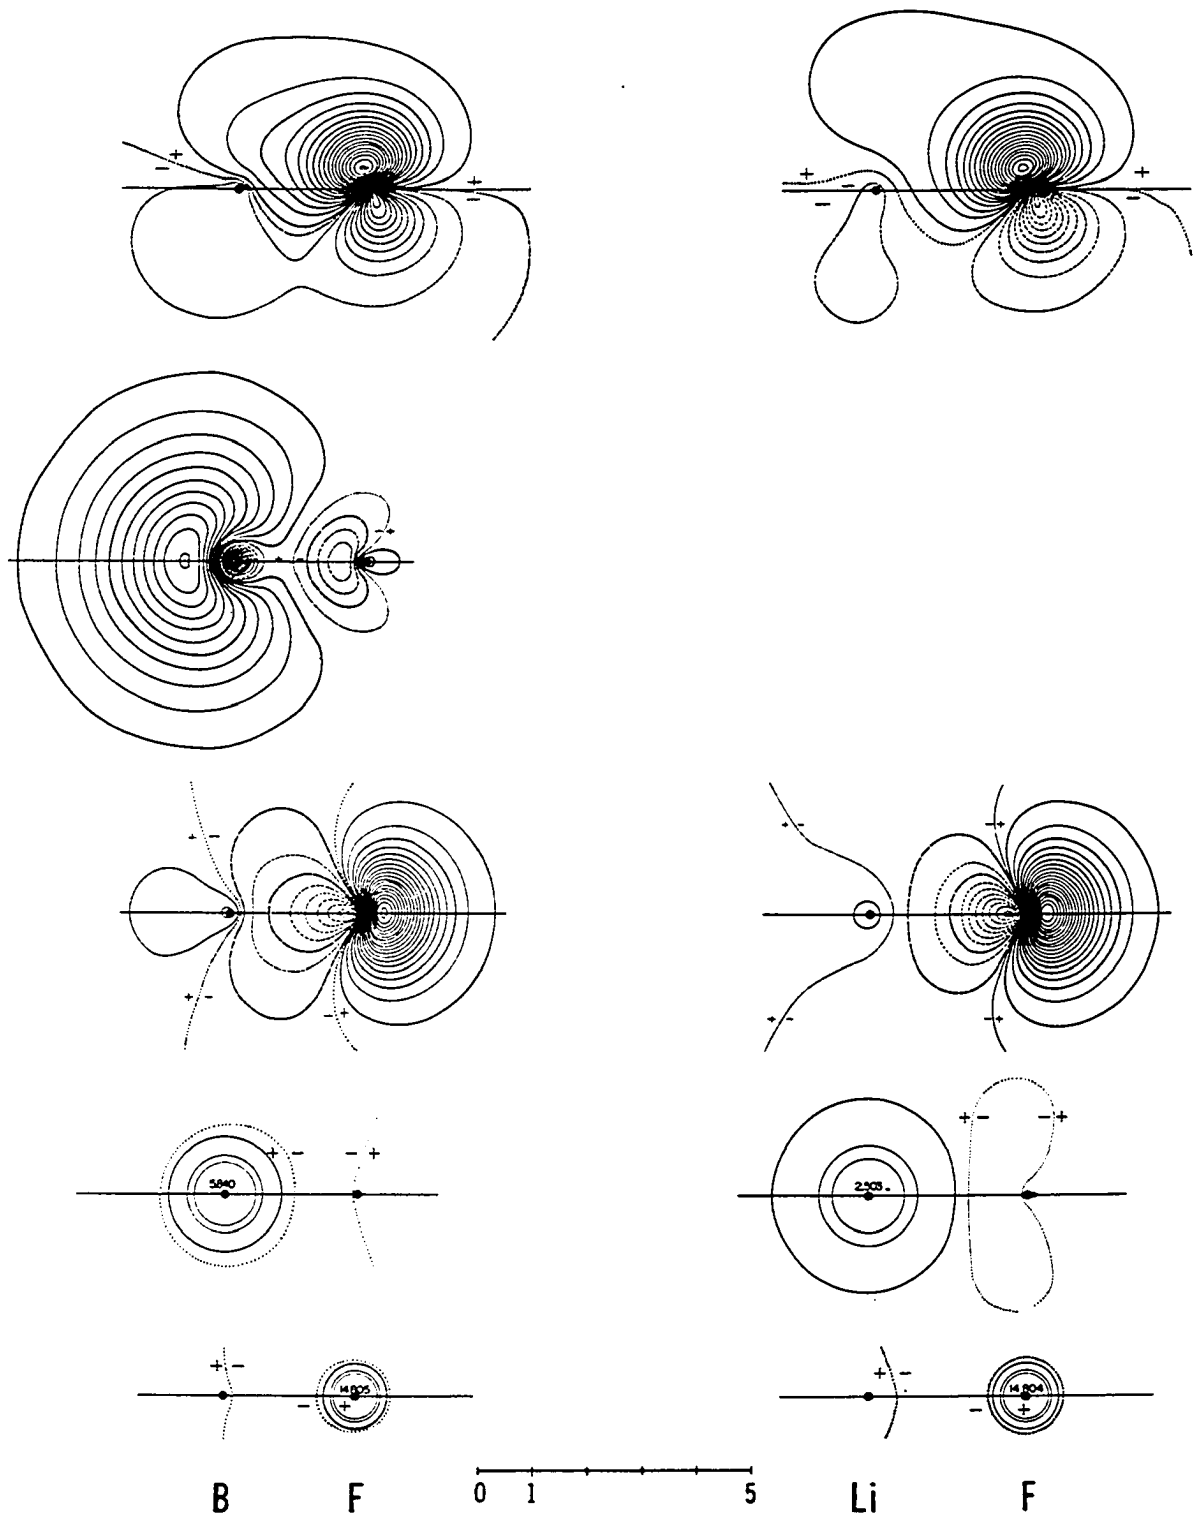 + − + −
+ − − + −
+ − − +
+ − − +
+ − − +
+ − − +
5.840 + − − +
2.503 + − − +
+ − 14.805 − +
+ − 14.804 − +
0 1 5
B F Li F